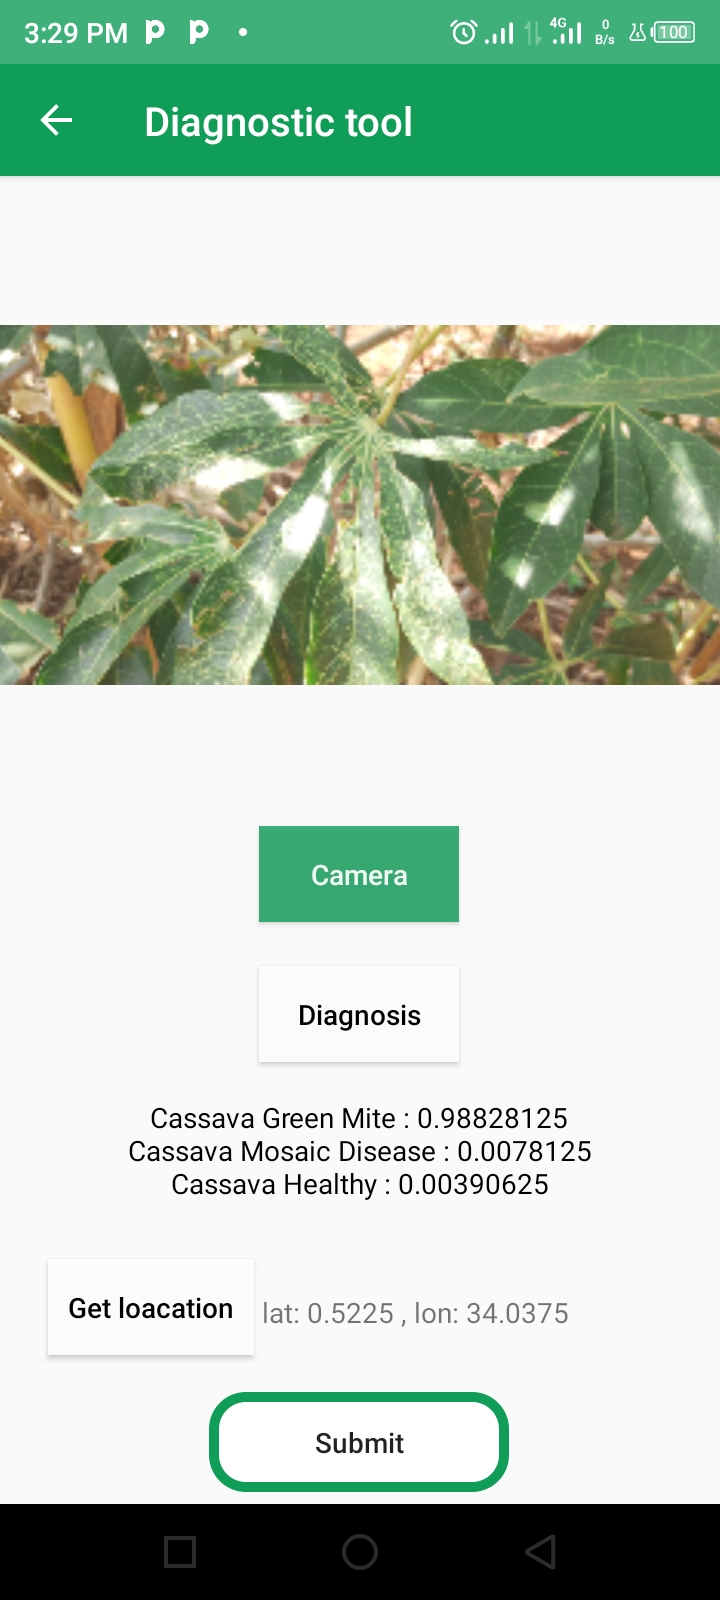 3:29 PM
4G
0
B/s
100
Diagnostic tool
Camera
Diagnosis
Cassava Green Mite : 0.98828125
Cassava Mosaic Disease : 0.0078125
Cassava Healthy : 0.00390625
Get loacation
lat: 0.5225 , lon: 34.0375
Submit